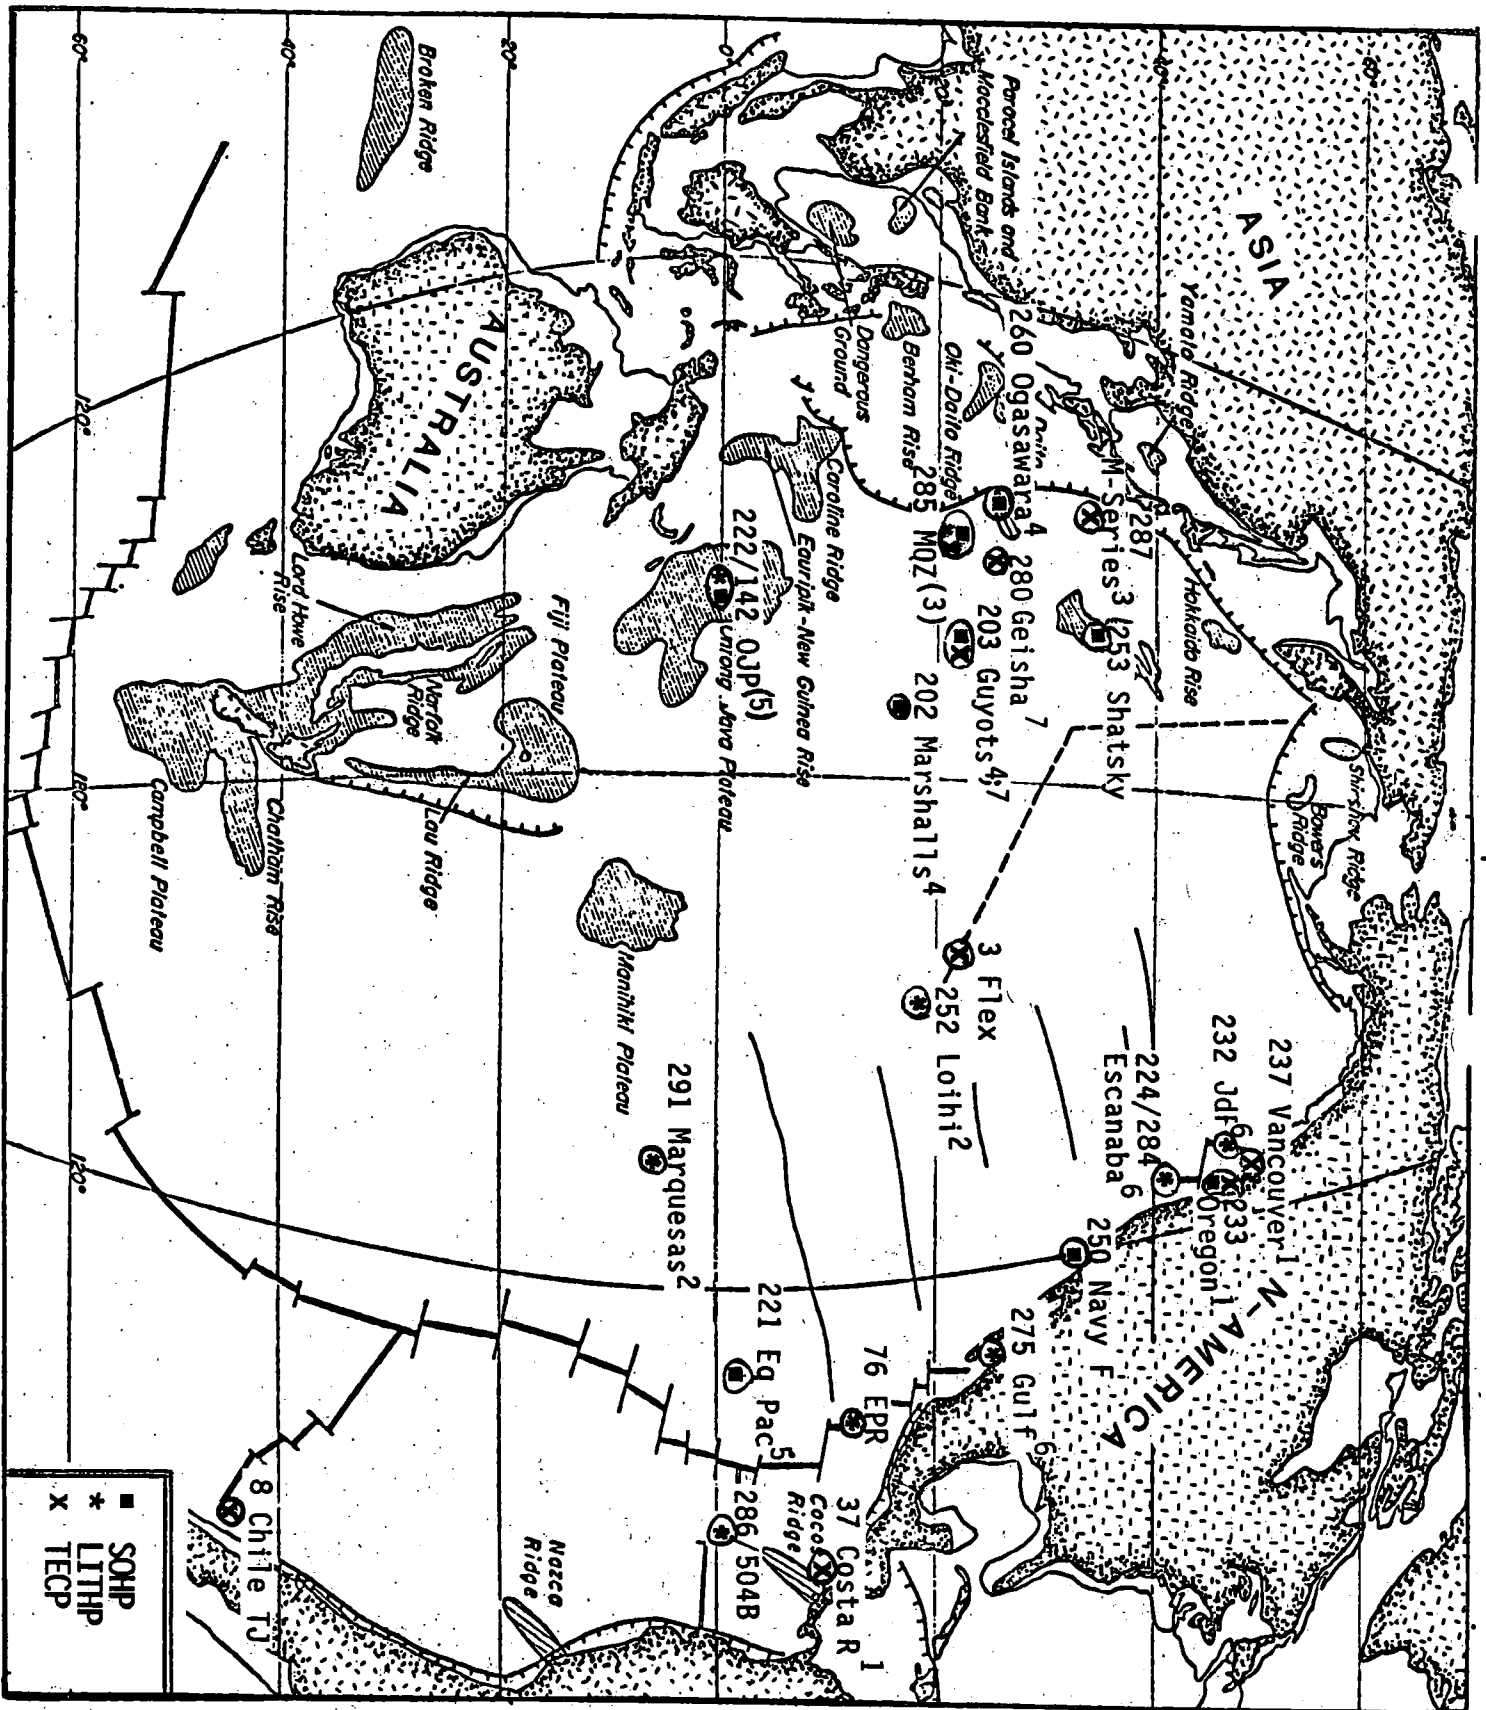 ASIA
AUSTRALIA
N-AMERICA
60°
40°
20°
0°
20°
40°
60°
120°
180°
120°
Broken Ridge
Paracel Islands and
Macclesfield Bank
Yamato Ridge
Dangerous
Ground
Benham Rise
Oki-Daito Ridge
260 Ogasawara4
M-Series3
287
285 MQZ(3)
280 Geisha7
253 Shatsky
203 Guyots4;7
202 Marshalls4
Hokkaido Rise
Shirshov Ridge
Bowers
Ridge
Caroline Ridge
Eauripik-New Guinea Rise
222/142 OJP(5)
Ontong Java Plateau
Fiji Plateau
Lord Howe
Rise
Norfolk
Ridge
Lau Ridge
Chatham Rise
Campbell Plateau
Manihiki Plateau
3 Flex
252 Loihi2
291 Marquesas2
237 Vancouver1
232 JdF6
233
Oregon1
224/284
Escanaba6
250 Navy F
275 Gulf6
76 EPR
221 Eq Pac5
37 Costa R1
Cocos
Ridge
286 504B
Nazca
Ridge
8 Chile TJ
■ SOHP
* LITHP
X TECP